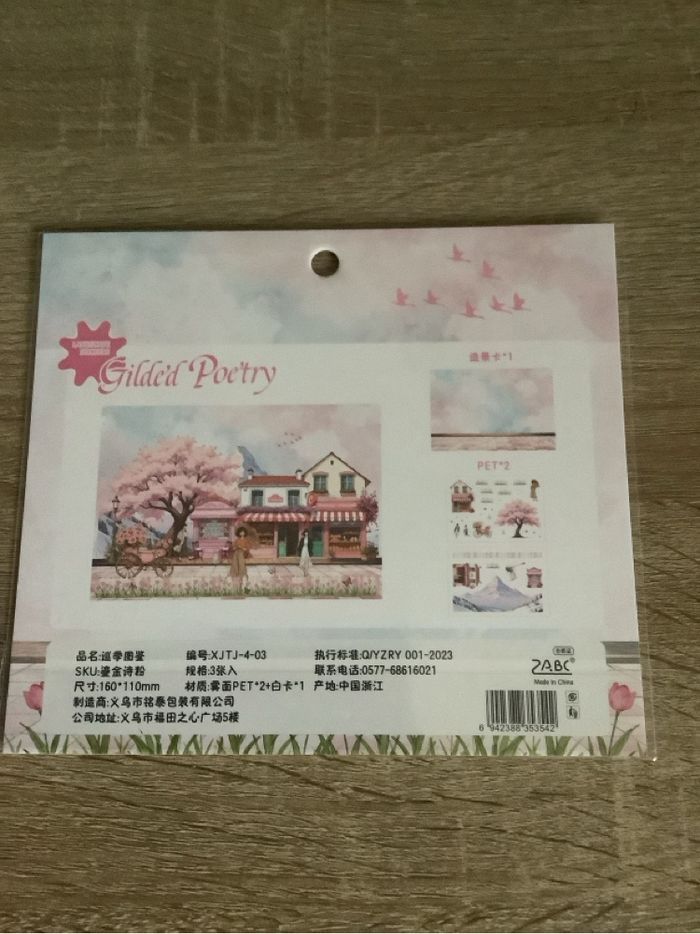 Gilded Poetry
造景卡*1
PET*2
品名:巡季图鉴
编号:XJTJ-4-03
执行标准:Q/YZRY 001-2023
SKU:鎏金诗粉
规格:3张入
联系电话:0577-68616021
尺寸:160*110mm
材质:雾面PET*2+白卡*1
产地:中国浙江
制造商:义乌市铭泰包装有限公司
公司地址:义乌市福田之心广场5楼
合格证
Made in China
6 942388 353542